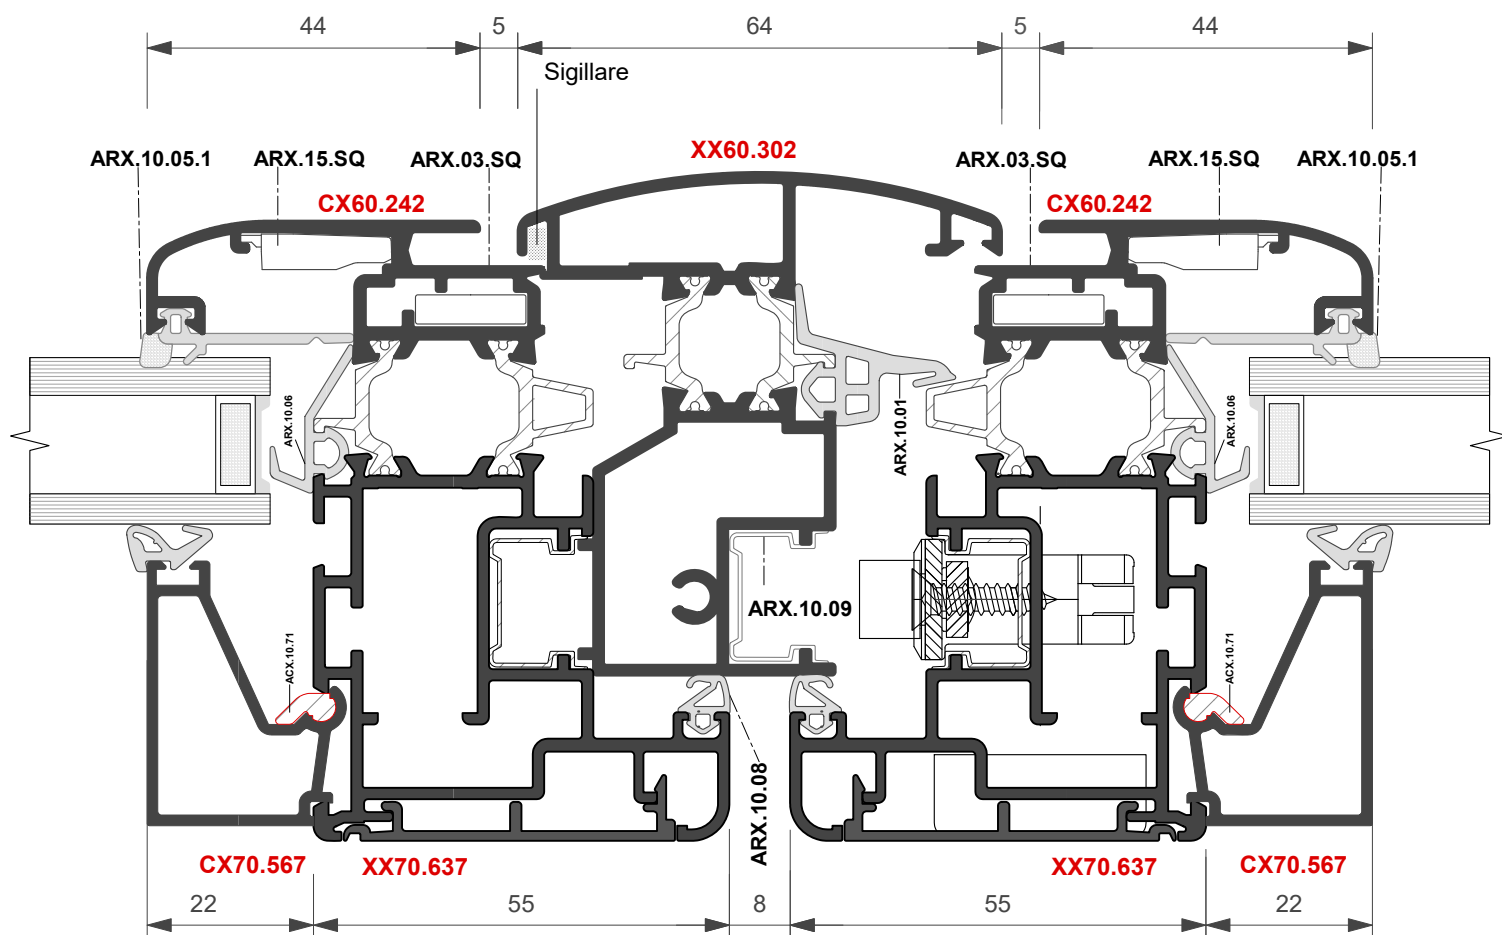 44 5 64 5 44
Sigillare
ARX.10.05.1 ARX.15.SQ ARX.03.SQ XX60.302 ARX.03.SQ ARX.15.SQ ARX.10.05.1
CX60.242 CX60.242
ARX.10.06 ARX.10.01 ARX.10.06
ARX.10.09
ACX.10.71 ACX.10.71
ARX.10.08
CX70.567 XX70.637 XX70.637 CX70.567
22 55 8 55 22